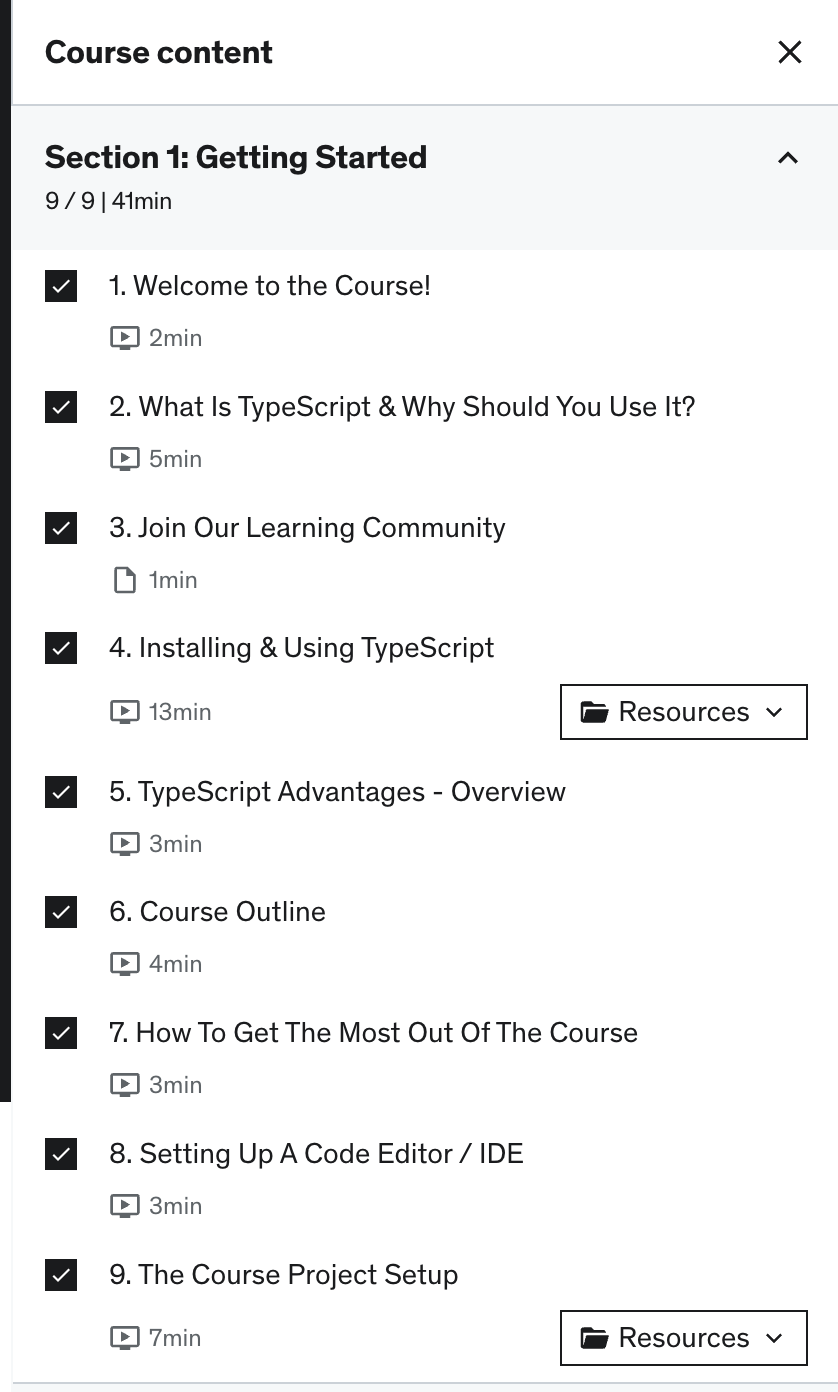 Course content
Section 1: Getting Started
9 / 9 | 41min
1. Welcome to the Course!
2min
2. What Is TypeScript & Why Should You Use It?
5min
3. Join Our Learning Community
1min
4. Installing & Using TypeScript
13min
Resources
5. TypeScript Advantages - Overview
3min
6. Course Outline
4min
7. How To Get The Most Out Of The Course
3min
8. Setting Up A Code Editor / IDE
3min
9. The Course Project Setup
7min
Resources